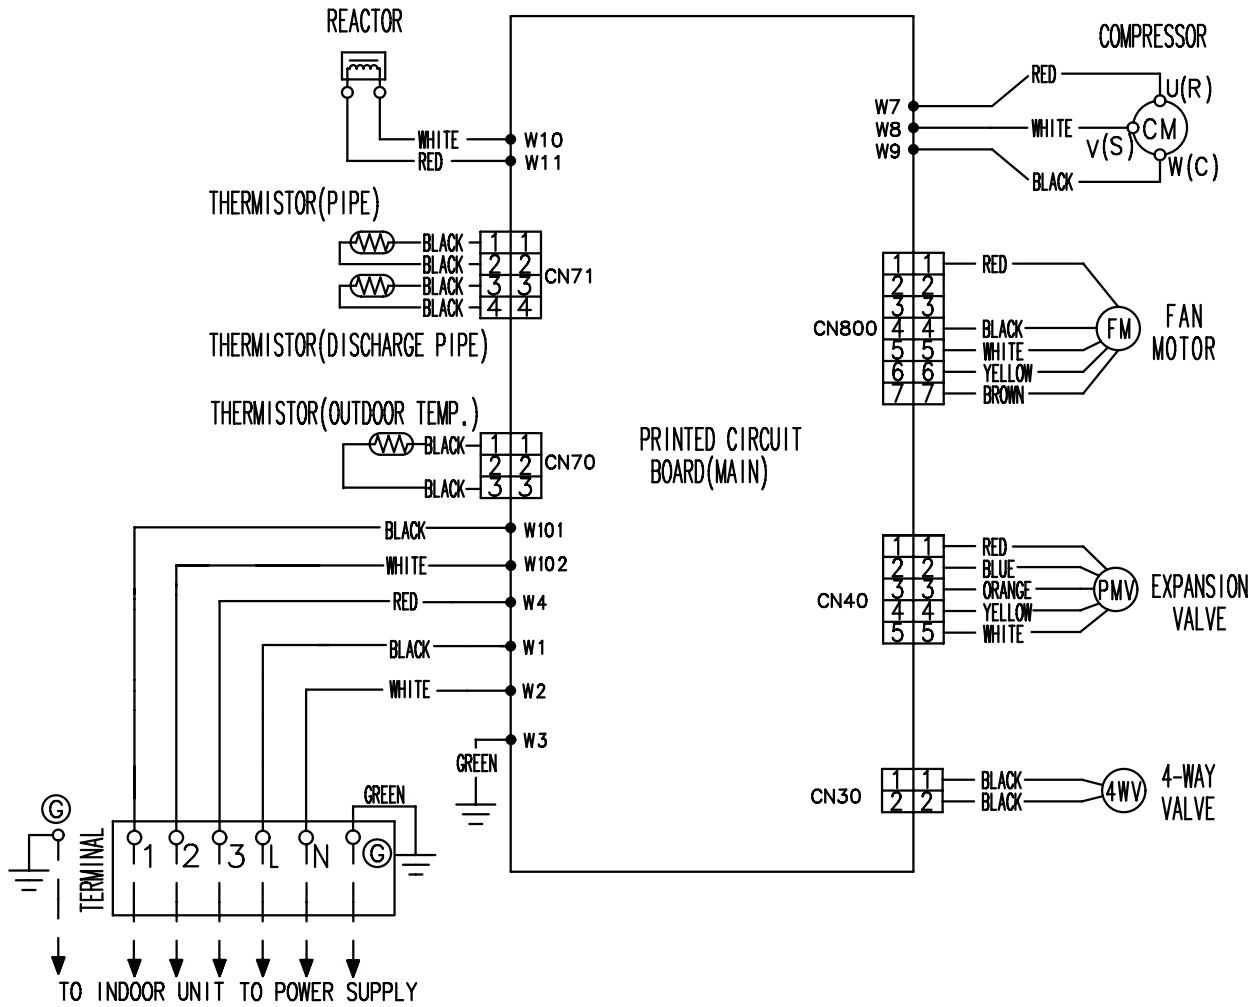 REACTOR
WHITE W10
RED W11
THERMISTOR(PIPE)
BLACK 1 1
BLACK 2 2
BLACK 3 3
BLACK 4 4
CN71
THERMISTOR(DISCHARGE PIPE)
THERMISTOR(OUTDOOR TEMP.)
BLACK 1 1
2 2
BLACK 3 3
CN70
BLACK W101
WHITE W102
RED W4
BLACK W1
WHITE W2
W3
GREEN
GREEN
G
TERMINAL
1 2 3 L N G
TO INDOOR UNIT TO POWER SUPPLY
PRINTED CIRCUIT
BOARD(MAIN)
COMPRESSOR
W7 RED U(R)
W8 WHITE V(S) CM
W9 BLACK W(C)
CN800
1 1 RED
2 2
3 3
4 4 BLACK
5 5 WHITE
6 6 YELLOW
7 7 BROWN
FM
FAN
MOTOR
CN40
1 1 RED
2 2 BLUE
3 3 ORANGE
4 4 YELLOW
5 5 WHITE
PMV
EXPANSION
VALVE
CN30
1 1 BLACK
2 2 BLACK
4WV
4-WAY
VALVE